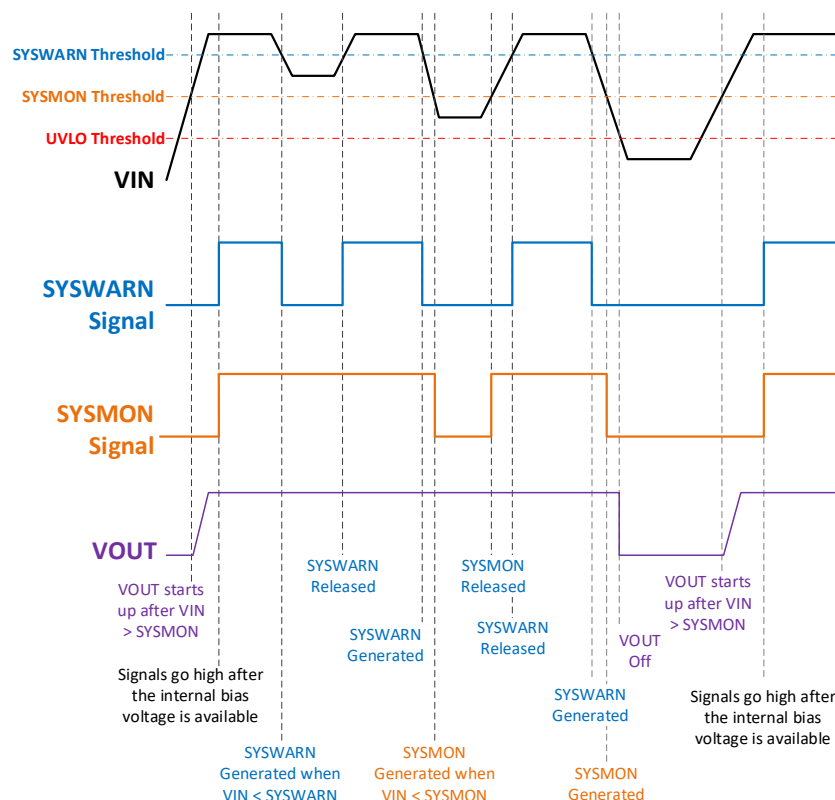 SYSWARN Threshold
SYSMON Threshold
UVLO Threshold
VIN
SYSWARN
Signal
SYSMON
Signal
VOUT
VOUT starts
up after VIN
> SYSMON
SYSWARN
Released
SYSMON
Released
VOUT starts
up after VIN
> SYSMON
SYSWARN
Generated
SYSWARN
Released
VOUT
Off
Signals go high after
the internal bias
voltage is available
SYSWARN
Generated
Signals go high after
the internal bias
voltage is available
SYSWARN
Generated when
VIN < SYSWARN
SYSMON
Generated when
VIN < SYSMON
SYSMON
Generated